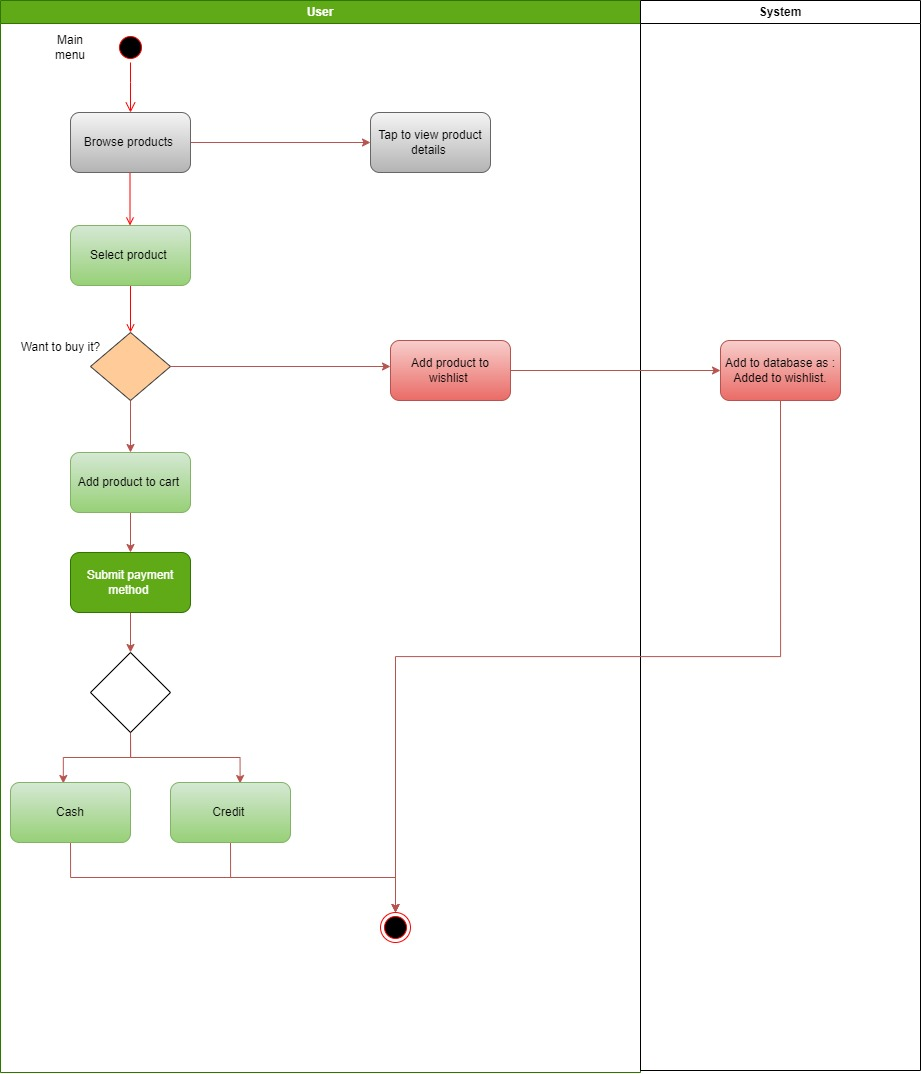 User
System
Main
menu
Browse products
Tap to view product
details
Select product
Want to buy it?
Add product to
wishlist
Add to database as :
Added to wishlist.
Add product to cart
Submit payment
method
Cash
Credit